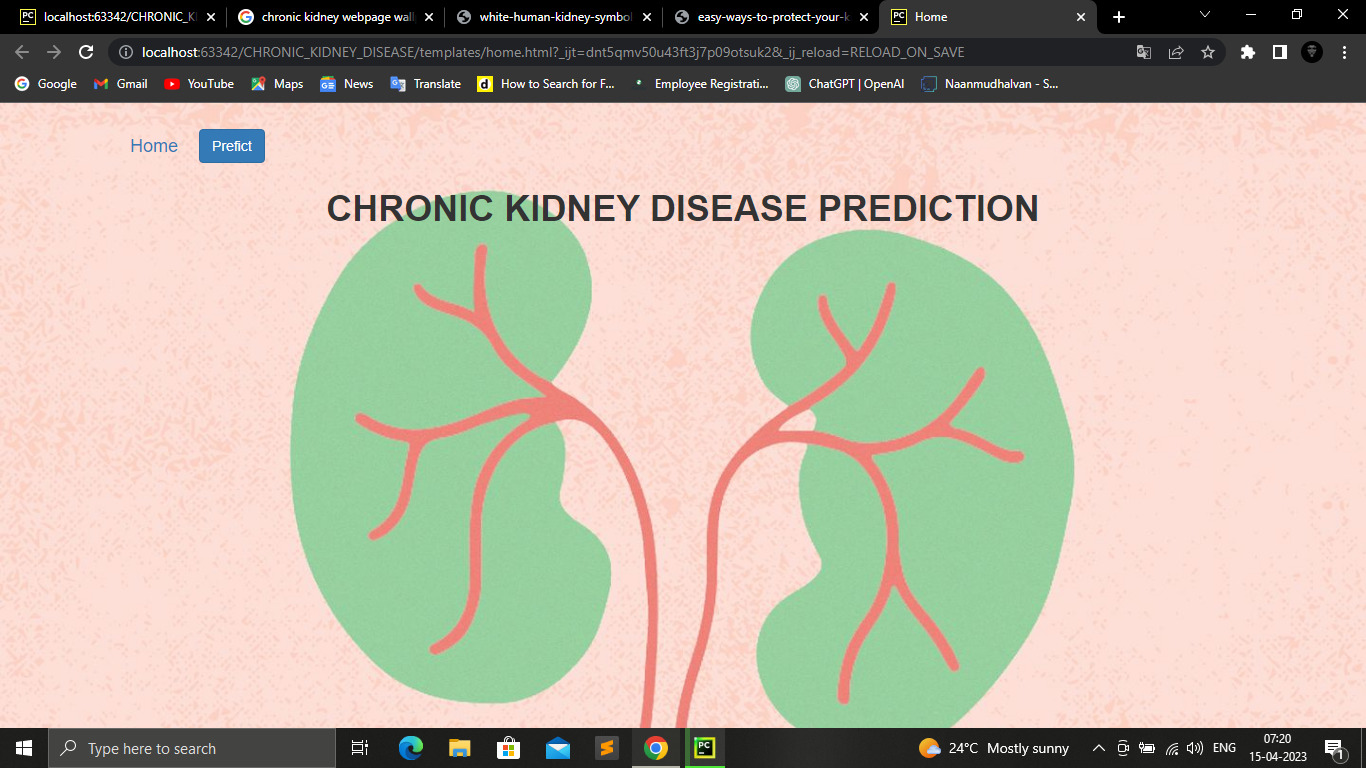 localhost:63342/CHRONIC_K
chronic kidney webpage wall
white-human-kidney-symbol
easy-ways-to-protect-your-k
Home
localhost:63342/CHRONIC_KIDNEY_DISEASE/templates/home.html?_ijt=dnt5qmv50u43ft3j7p09otsuk2&_ij_reload=RELOAD_ON_SAVE
Google Gmail YouTube Maps News Translate How to Search for F... Employee Registrati... ChatGPT | OpenAI Naanmudhalvan - S...
Home Prefict
CHRONIC KIDNEY DISEASE PREDICTION
Type here to search
24°C Mostly sunny
ENG
07:20
15-04-2023
1